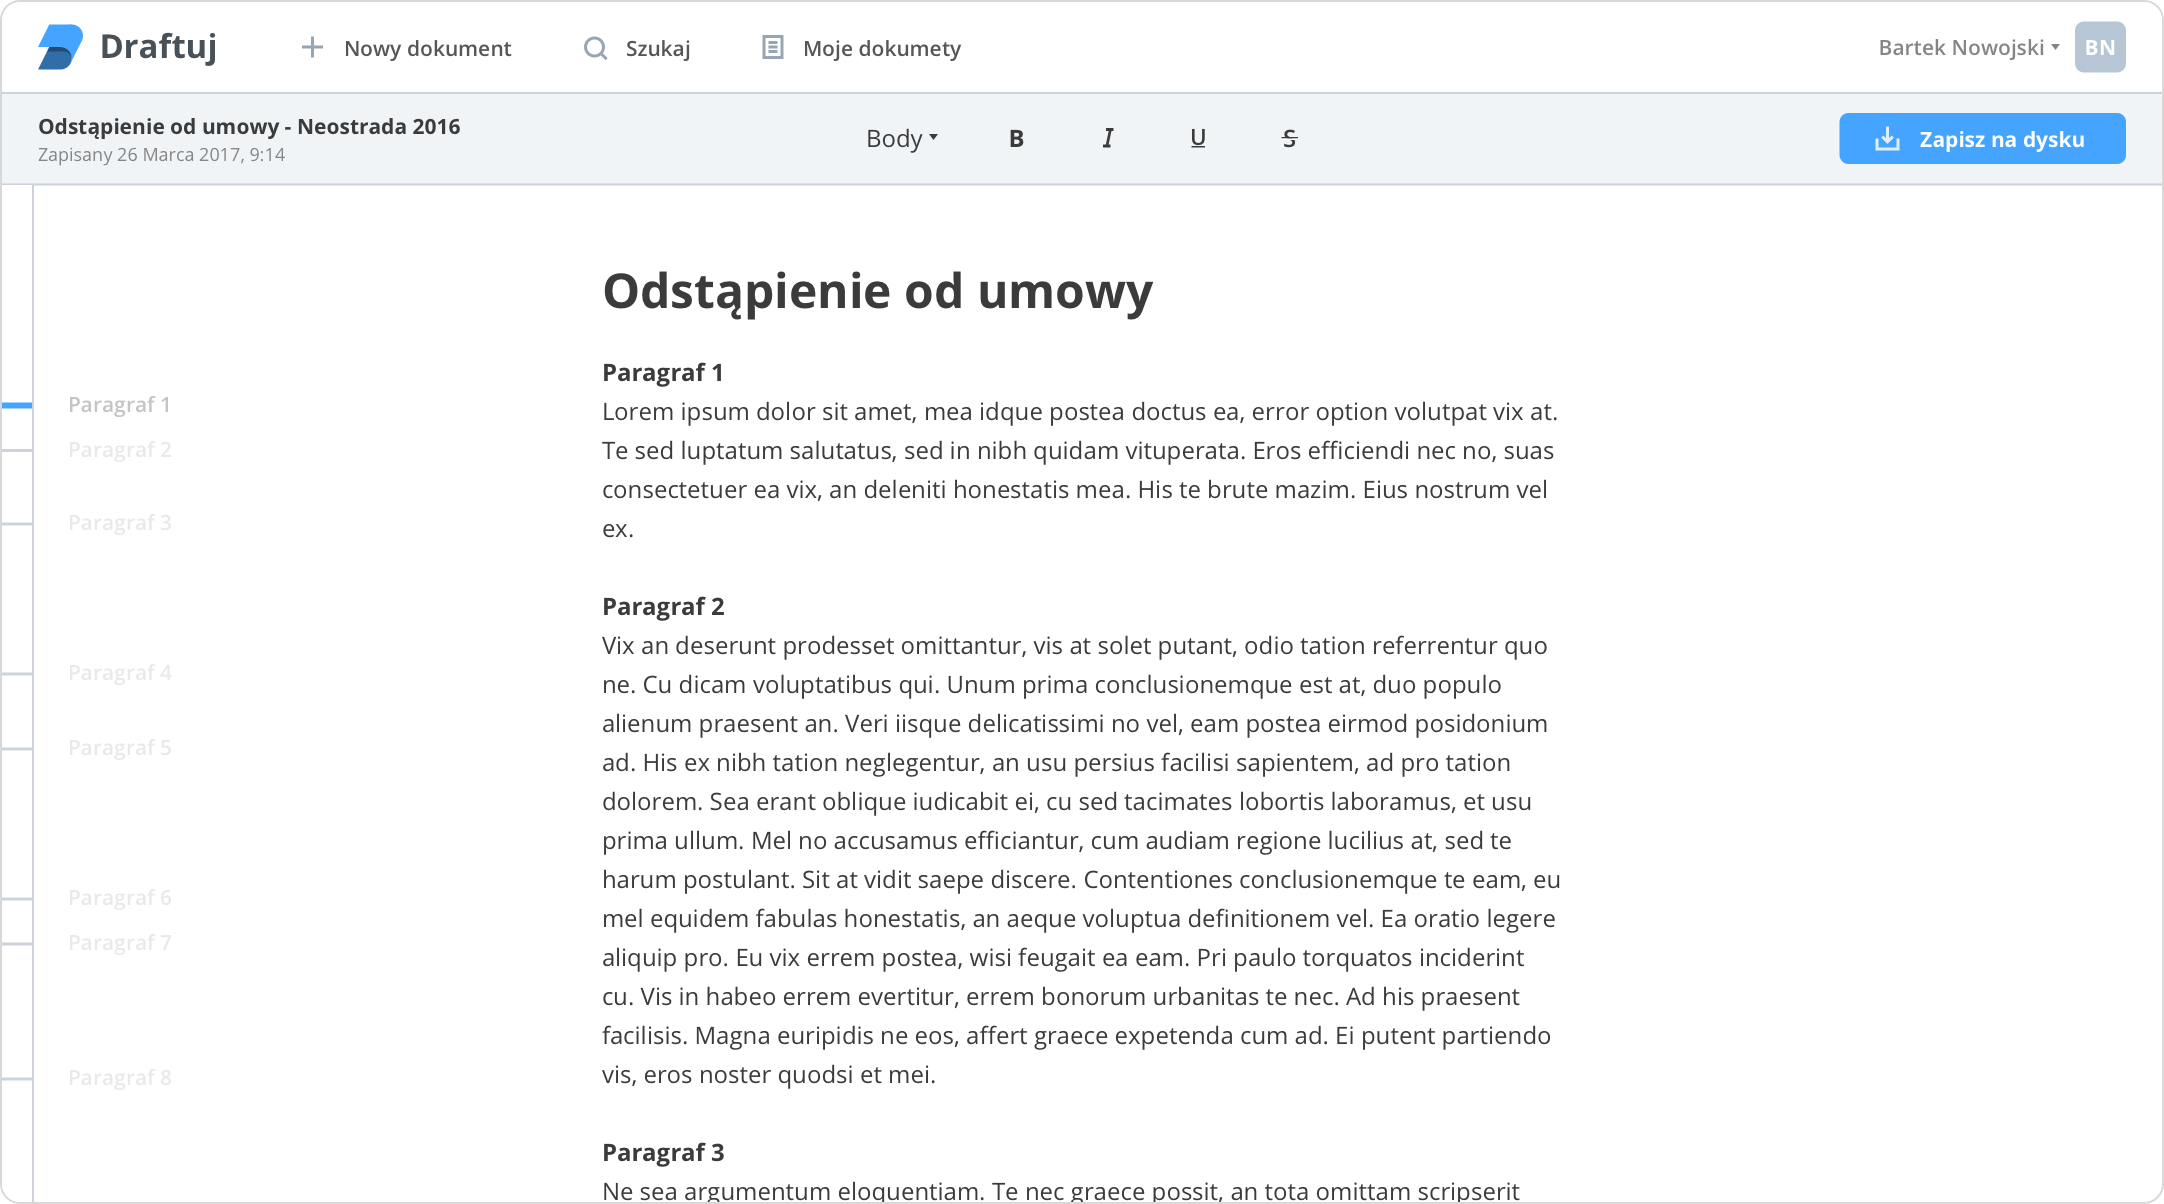 Draftuj
Nowy dokument
Szukaj
Moje dokumety
Bartek Nowojski
BN
Odstąpienie od umowy - Neostrada 2016
Zapisany 26 Marca 2017, 9:14
Body
B
I
U
S
Zapisz na dysku
Paragraf 1
Paragraf 2
Paragraf 3
Paragraf 4
Paragraf 5
Paragraf 6
Paragraf 7
Paragraf 8
Odstąpienie od umowy
Paragraf 1
Lorem ipsum dolor sit amet, mea idque postea doctus ea, error option volutpat vix at.
Te sed luptatum salutatus, sed in nibh quidam vituperata. Eros efficiendi nec no, suas
consectetuer ea vix, an deleniti honestatis mea. His te brute mazim. Eius nostrum vel
ex.
Paragraf 2
Vix an deserunt prodesset omittantur, vis at solet putant, odio tation referrentur quo
ne. Cu dicam voluptatibus qui. Unum prima conclusionemque est at, duo populo
alienum praesent an. Veri iisque delicatissimi no vel, eam postea eirmod posidonium
ad. His ex nibh tation neglegentur, an usu persius facilisi sapientem, ad pro tation
dolorem. Sea erant oblique iudicabit ei, cu sed tacimates lobortis laboramus, et usu
prima ullum. Mel no accusamus efficiantur, cum audiam regione lucilius at, sed te
harum postulant. Sit at vidit saepe discere. Contentiones conclusionemque te eam, eu
mel equidem fabulas honestatis, an aeque voluptua definitionem vel. Ea oratio legere
aliquip pro. Eu vix errem postea, wisi feugait ea eam. Pri paulo torquatos inciderint
cu. Vis in habeo errem evertitur, errem bonorum urbanitas te nec. Ad his praesent
facilisis. Magna euripidis ne eos, affert graece expetenda cum ad. Ei putent partiendo
vis, eros noster quodsi et mei.
Paragraf 3
Ne sea argumentum eloquentiam. Te nec graece possit, an tota omittam scripserit